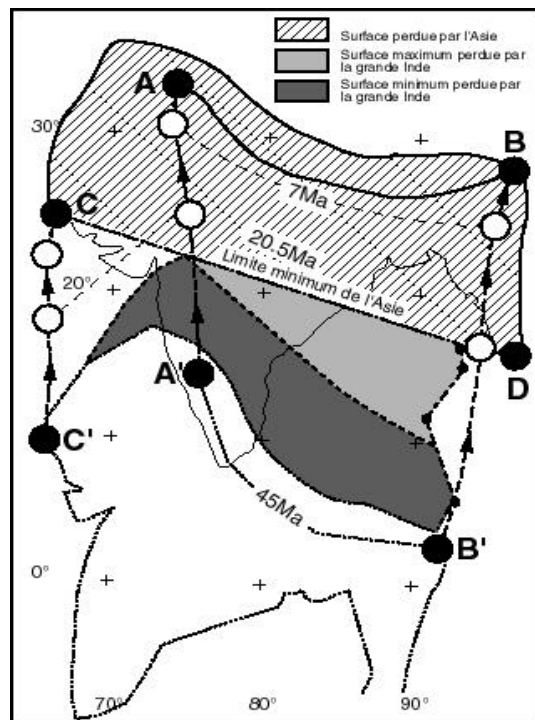 Surface perdue par l'Asie
Surface maximum perdue par
la grande Inde
Surface minimum perdue par
la grande Inde
A
B
30°
7Ma
C
20.5Ma
Limite minimum de l'Asie
20°
D
A'
C'
45Ma
B'
0°
70°
80°
90°